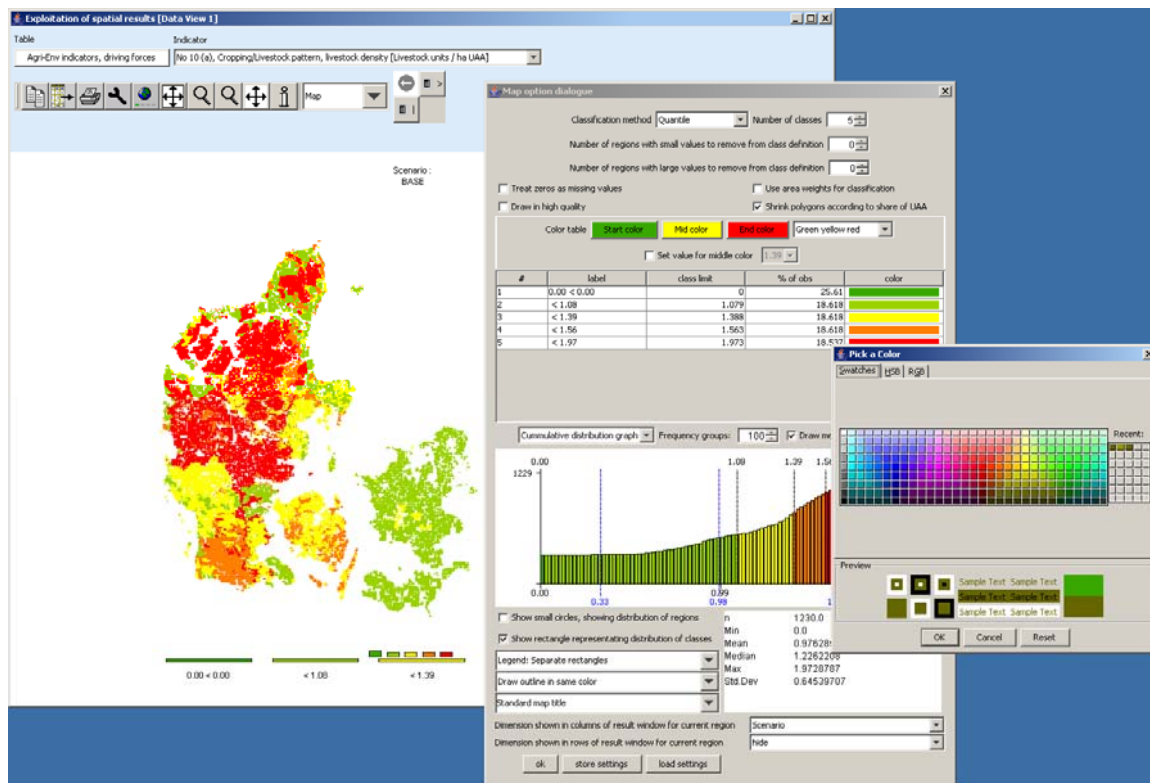 Exploitation of spatial results [Data View 1]
Table
Indicator
Agri-Env indicators, driving forces
No 10 (a), Cropping/Livestock pattern, livestock density [Livestock units / ha UAA]
Map
Scenario :
BASE
0.00 < 0.00
< 1.08
< 1.39
Map option dialogue
Classification method Quantile Number of classes 5
Number of regions with small values to remove from class definition 0
Number of regions with large values to remove from class definition 0
Treat zeros as missing values Use area weights for classification
Draw in high quality Shrink polygons according to share of UAA
Color table Start color Mid color End color Green yellow red
Set value for middle color 1.39
# label class limit % of obs color
1 0.00 < 0.00 0 25.61
2 < 1.08 1.079 18.618
3 < 1.39 1.388 18.618
4 < 1.56 1.563 18.618
5 < 1.97 1.973 18.537
Cummulative distribution graph Frequency groups: 100 Draw me
0.00 1.08 1.39 1.5
1229
0.00 0.99
0.33 0.98 1
Show small circles, showing distribution of regions
Show rectangle representating distribution of classes
Legend: Separate rectangles
Draw outline in same color
Standard map title
n 1230.0
Min 0.0
Mean 0.976289
Median 1.2262208
Max 1.9728787
Std.Dev 0.64539707
Dimension shown in columns of result window for current region Scenario
Dimension shown in rows of result window for current region hide
ok store settings load settings
Pick a Color
Swatches HSB RGB
Recent:
Preview
Sample Text Sample Text
Sample Text Sample Text
Sample Text Sample Text
OK Cancel Reset